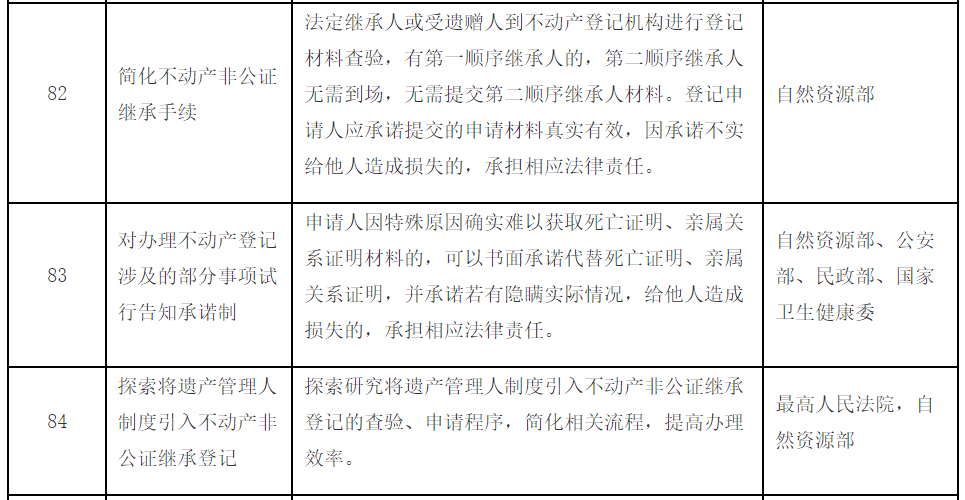 82
简化不动产非公证
继承手续
法定继承人或受遗赠人到不动产登记机构进行登记
材料查验，有第一顺序继承人的，第二顺序继承人
无需到场，无需提交第二顺序继承人材料。登记申
请人应承诺提交的申请材料真实有效，因承诺不实
给他人造成损失的，承担相应法律责任。
自然资源部
83
对办理不动产登记
涉及的部分事项试
行告知承诺制
申请人因特殊原因确实难以获取死亡证明、亲属关
系证明材料的，可以书面承诺代替死亡证明、亲属
关系证明，并承诺若有隐瞒实际情况，给他人造成
损失的，承担相应法律责任。
自然资源部、公安
部、民政部、国家
卫生健康委
84
探索将遗产管理人
制度引入不动产非
公证继承登记
探索研究将遗产管理人制度引入不动产非公证继承
登记的查验、申请程序，简化相关流程，提高办理
效率。
最高人民法院，自
然资源部